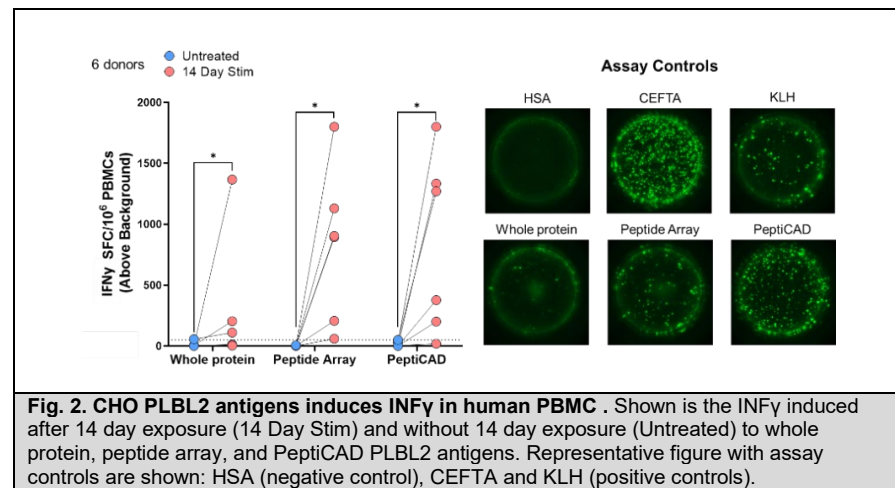 6 donors
Untreated
14 Day Stim
IFNγ SFC/10⁶ PBMCs
(Above Background)
2000
1500
1000
500
0
*
*
*
Whole protein
Peptide Array
PeptiCAD
Assay Controls
HSA
CEFTA
KLH
Whole protein
Peptide Array
PeptiCAD
Fig. 2. CHO PLBL2 antigens induces INFγ in human PBMC . Shown is the INFγ induced
after 14 day exposure (14 Day Stim) and without 14 day exposure (Untreated) to whole
protein, peptide array, and PeptiCAD PLBL2 antigens. Representative figure with assay
controls are shown: HSA (negative control), CEFTA and KLH (positive controls).